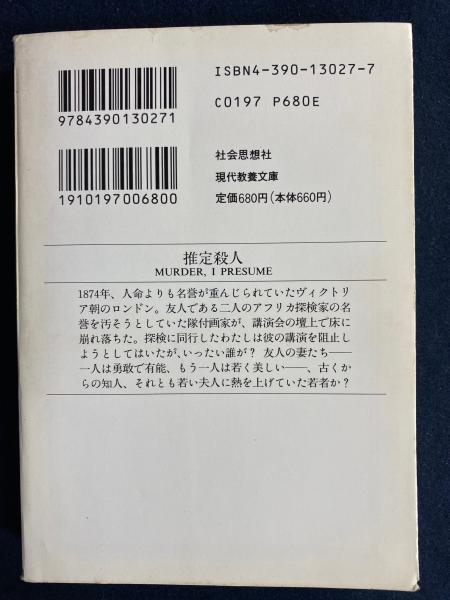 ISBN4-390-13027-7
C0197 P680E
9784390130271
社会思想社
現代教養文庫
定価680円(本体660円)
1910197006800
推定殺人
MURDER, I PRESUME
1874年、人命よりも名誉が重んじられていたヴィクトリ
ア朝のロンドン。友人である二人のアフリカ探検家の名
誉を汚そうとしていた隊付画家が、講演会の壇上で床に
崩れ落ちた。探検に同行したわたしは彼の講演を阻止し
ようとしてはいたが、いったい誰が？ 友人の妻たち――
一人は勇敢で有能、もう一人は若く美しい――、古くか
らの知人、それとも若い夫人に熱を上げていた若者か？